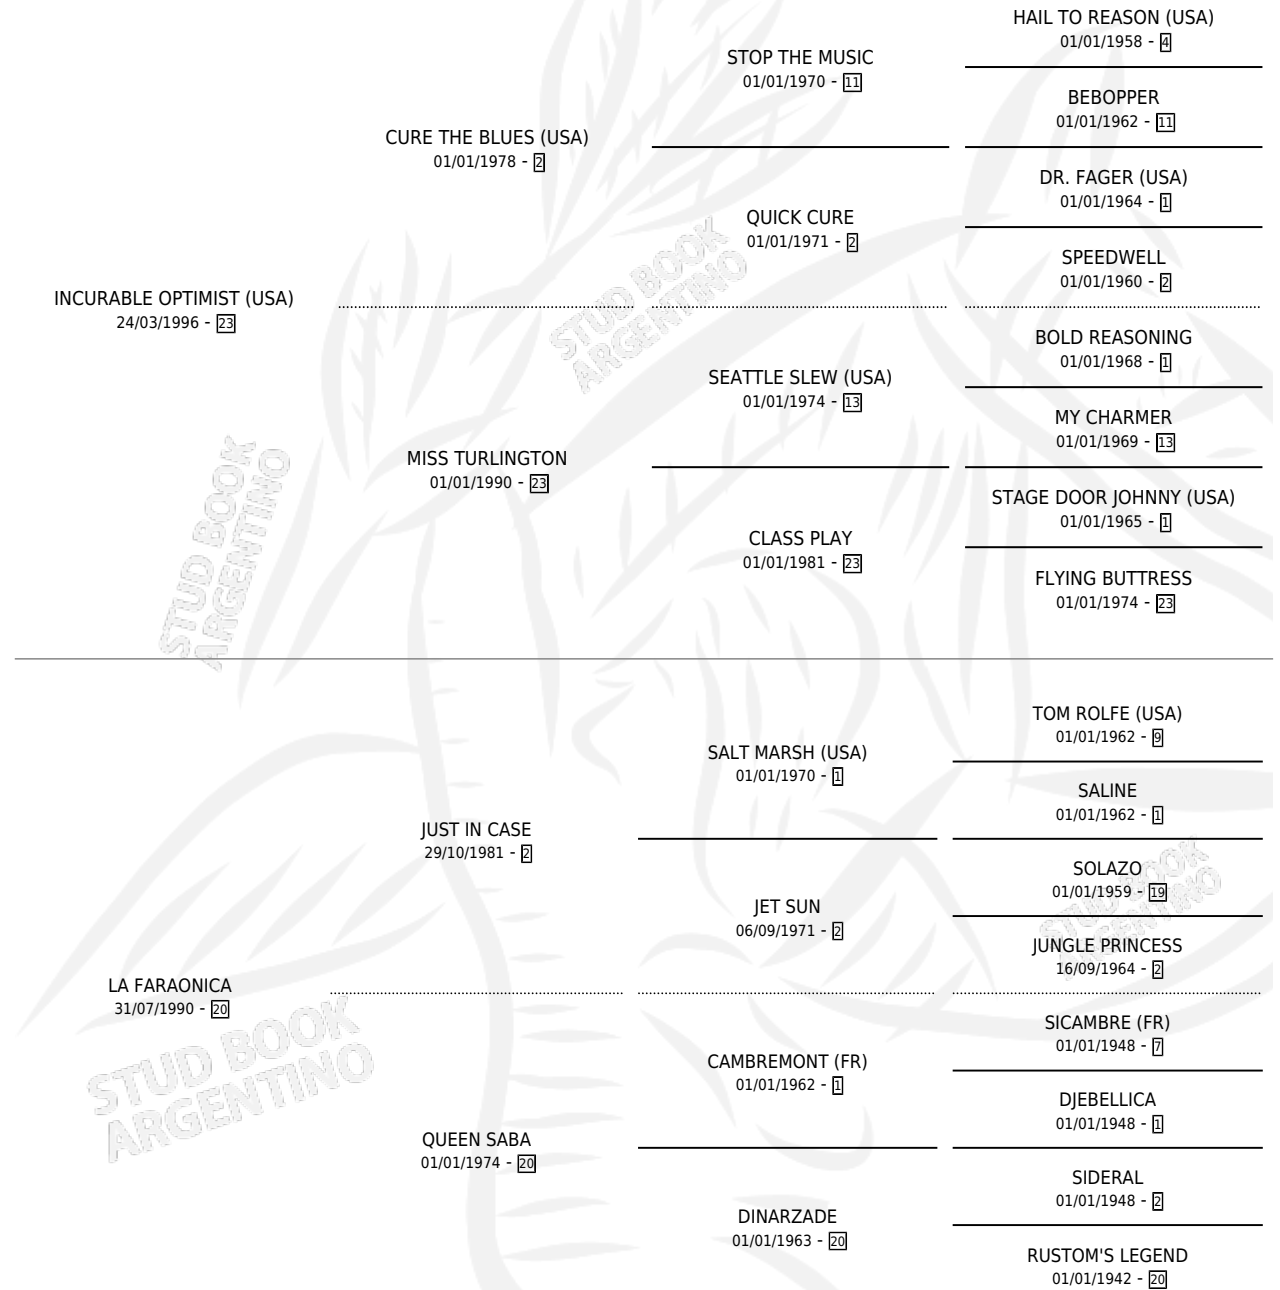 HAIL TO REASON (USA)
01/01/1958 - 4
STOP THE MUSIC
01/01/1970 - 11
BEBOPPER
01/01/1962 - 11
CURE THE BLUES (USA)
01/01/1978 - 2
DR. FAGER (USA)
01/01/1964 - 1
QUICK CURE
01/01/1971 - 2
SPEEDWELL
01/01/1960 - 2
INCURABLE OPTIMIST (USA)
24/03/1996 - 23
BOLD REASONING
01/01/1968 - 1
SEATTLE SLEW (USA)
01/01/1974 - 13
MY CHARMER
01/01/1969 - 13
MISS TURLINGTON
01/01/1990 - 23
STAGE DOOR JOHNNY (USA)
01/01/1965 - 1
CLASS PLAY
01/01/1981 - 23
FLYING BUTTRESS
01/01/1974 - 23
TOM ROLFE (USA)
01/01/1962 - 9
SALT MARSH (USA)
01/01/1970 - 1
SALINE
01/01/1962 - 1
JUST IN CASE
29/10/1981 - 2
SOLAZO
01/01/1959 - 19
JET SUN
06/09/1971 - 2
JUNGLE PRINCESS
16/09/1964 - 2
LA FARAONICA
31/07/1990 - 20
SICAMBRE (FR)
01/01/1948 - 7
CAMBREMONT (FR)
01/01/1962 - 1
DJEBELLICA
01/01/1948 - 1
QUEEN SABA
01/01/1974 - 20
SIDERAL
01/01/1948 - 2
DINARZADE
01/01/1963 - 20
RUSTOM'S LEGEND
01/01/1942 - 20
STUD BOOK
ARGENTINO
STUD BOOK
ARGENTINO
STUD BOOK
ARGENTINO
STUD BOOK
ARGENTINO